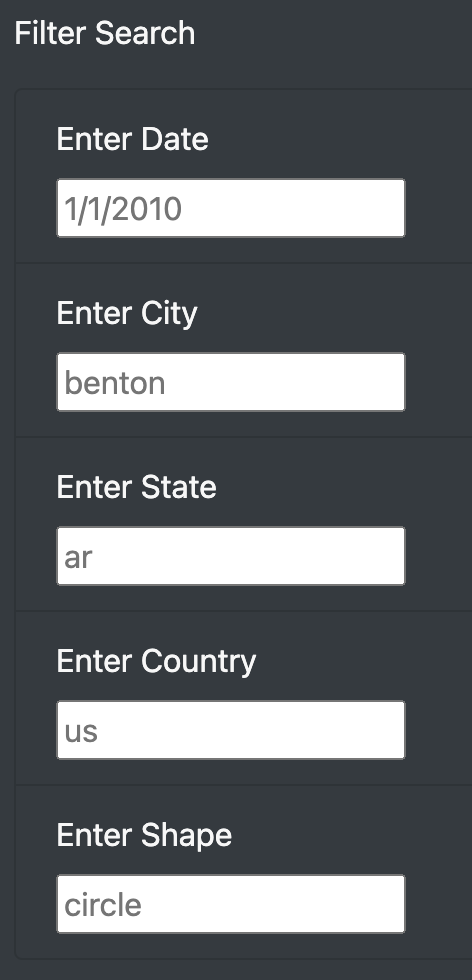 Filter Search
Enter Date
1/1/2010
Enter City
benton
Enter State
ar
Enter Country
us
Enter Shape
circle